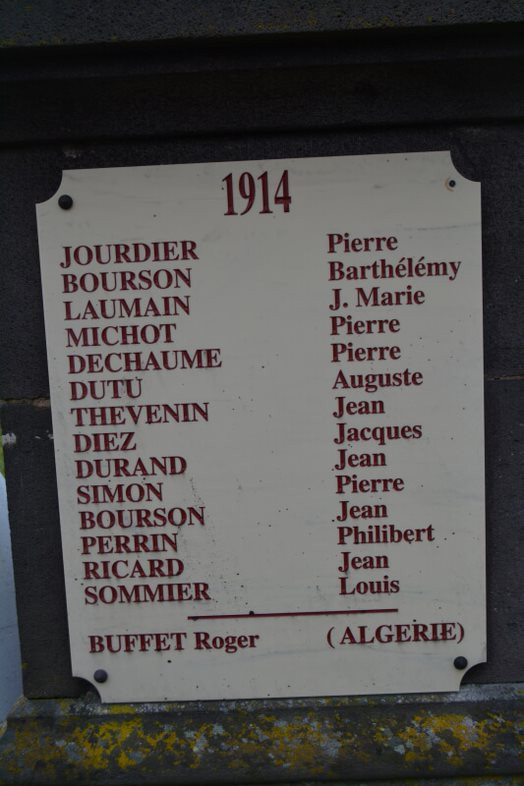 1914
JOURDIER Pierre
BOURSON Barthélémy
LAUMAIN J. Marie
MICHOT Pierre
DECHAUME Pierre
DUTU Auguste
THEVENIN Jean
DIEZ Jacques
DURAND Jean
SIMON Pierre
BOURSON Jean
PERRIN Philibert
RICARD Jean
SOMMIER Louis
BUFFET Roger (ALGERIE)